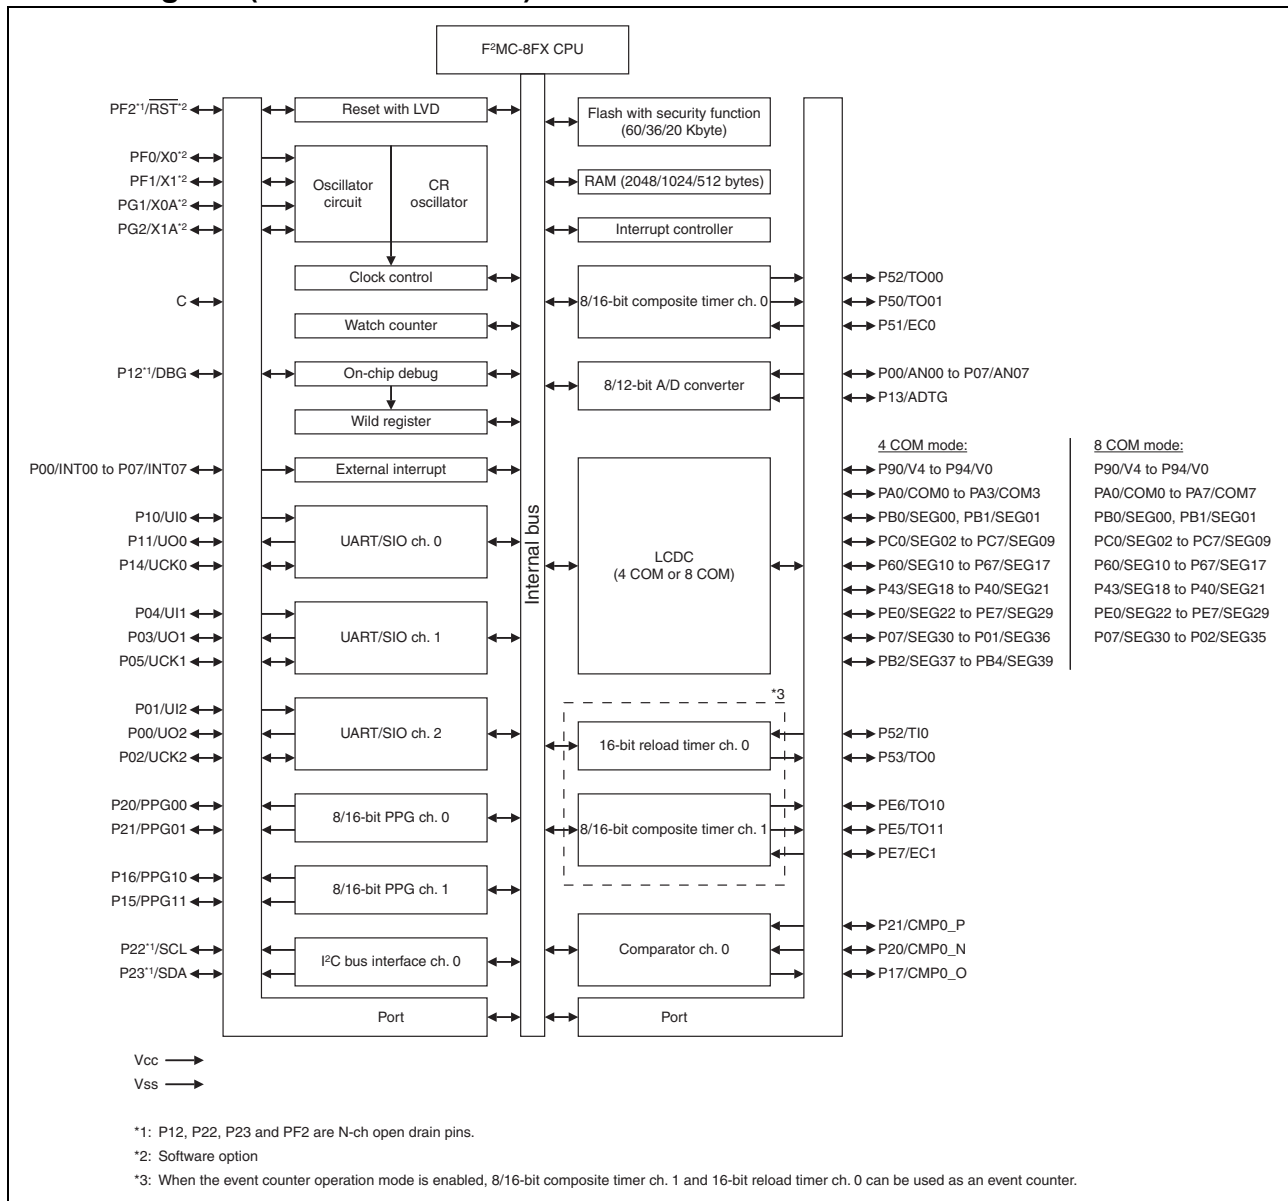 F²MC-8FX CPU
PF2*1/RST*2
Reset with LVD
Flash with security function
(60/36/20 Kbyte)
PF0/X0*2
PF1/X1*2
PG1/X0A*2
PG2/X1A*2
Oscillator
circuit
CR
oscillator
RAM (2048/1024/512 bytes)
Interrupt controller
Clock control
C
Watch counter
8/16-bit composite timer ch. 0
P52/TO00
P50/TO01
P51/EC0
P12*1/DBG
On-chip debug
Wild register
8/12-bit A/D converter
P00/AN00 to P07/AN07
P13/ADTG
P00/INT00 to P07/INT07
External interrupt
P10/UI0
P11/UO0
P14/UCK0
UART/SIO ch. 0
P04/UI1
P03/UO1
P05/UCK1
UART/SIO ch. 1
P01/UI2
P00/UO2
P02/UCK2
UART/SIO ch. 2
Internal bus
LCDC
(4 COM or 8 COM)
4 COM mode:
P90/V4 to P94/V0
PA0/COM0 to PA3/COM3
PB0/SEG00, PB1/SEG01
PC0/SEG02 to PC7/SEG09
P60/SEG10 to P67/SEG17
P43/SEG18 to P40/SEG21
PE0/SEG22 to PE7/SEG29
P07/SEG30 to P01/SEG36
PB2/SEG37 to PB4/SEG39
8 COM mode:
P90/V4 to P94/V0
PA0/COM0 to PA7/COM7
PB0/SEG00, PB1/SEG01
PC0/SEG02 to PC7/SEG09
P60/SEG10 to P67/SEG17
P43/SEG18 to P40/SEG21
PE0/SEG22 to PE7/SEG29
P07/SEG30 to P02/SEG35
*3
16-bit reload timer ch. 0
P52/TI0
P53/TO0
P20/PPG00
P21/PPG01
8/16-bit PPG ch. 0
8/16-bit composite timer ch. 1
PE6/TO10
PE5/TO11
PE7/EC1
P16/PPG10
P15/PPG11
8/16-bit PPG ch. 1
P22*1/SCL
P23*1/SDA
I²C bus interface ch. 0
Comparator ch. 0
P21/CMP0_P
P20/CMP0_N
P17/CMP0_O
Port
Port
Vcc
Vss
*1: P12, P22, P23 and PF2 are N-ch open drain pins.
*2: Software option
*3: When the event counter operation mode is enabled, 8/16-bit composite timer ch. 1 and 16-bit reload timer ch. 0 can be used as an event counter.